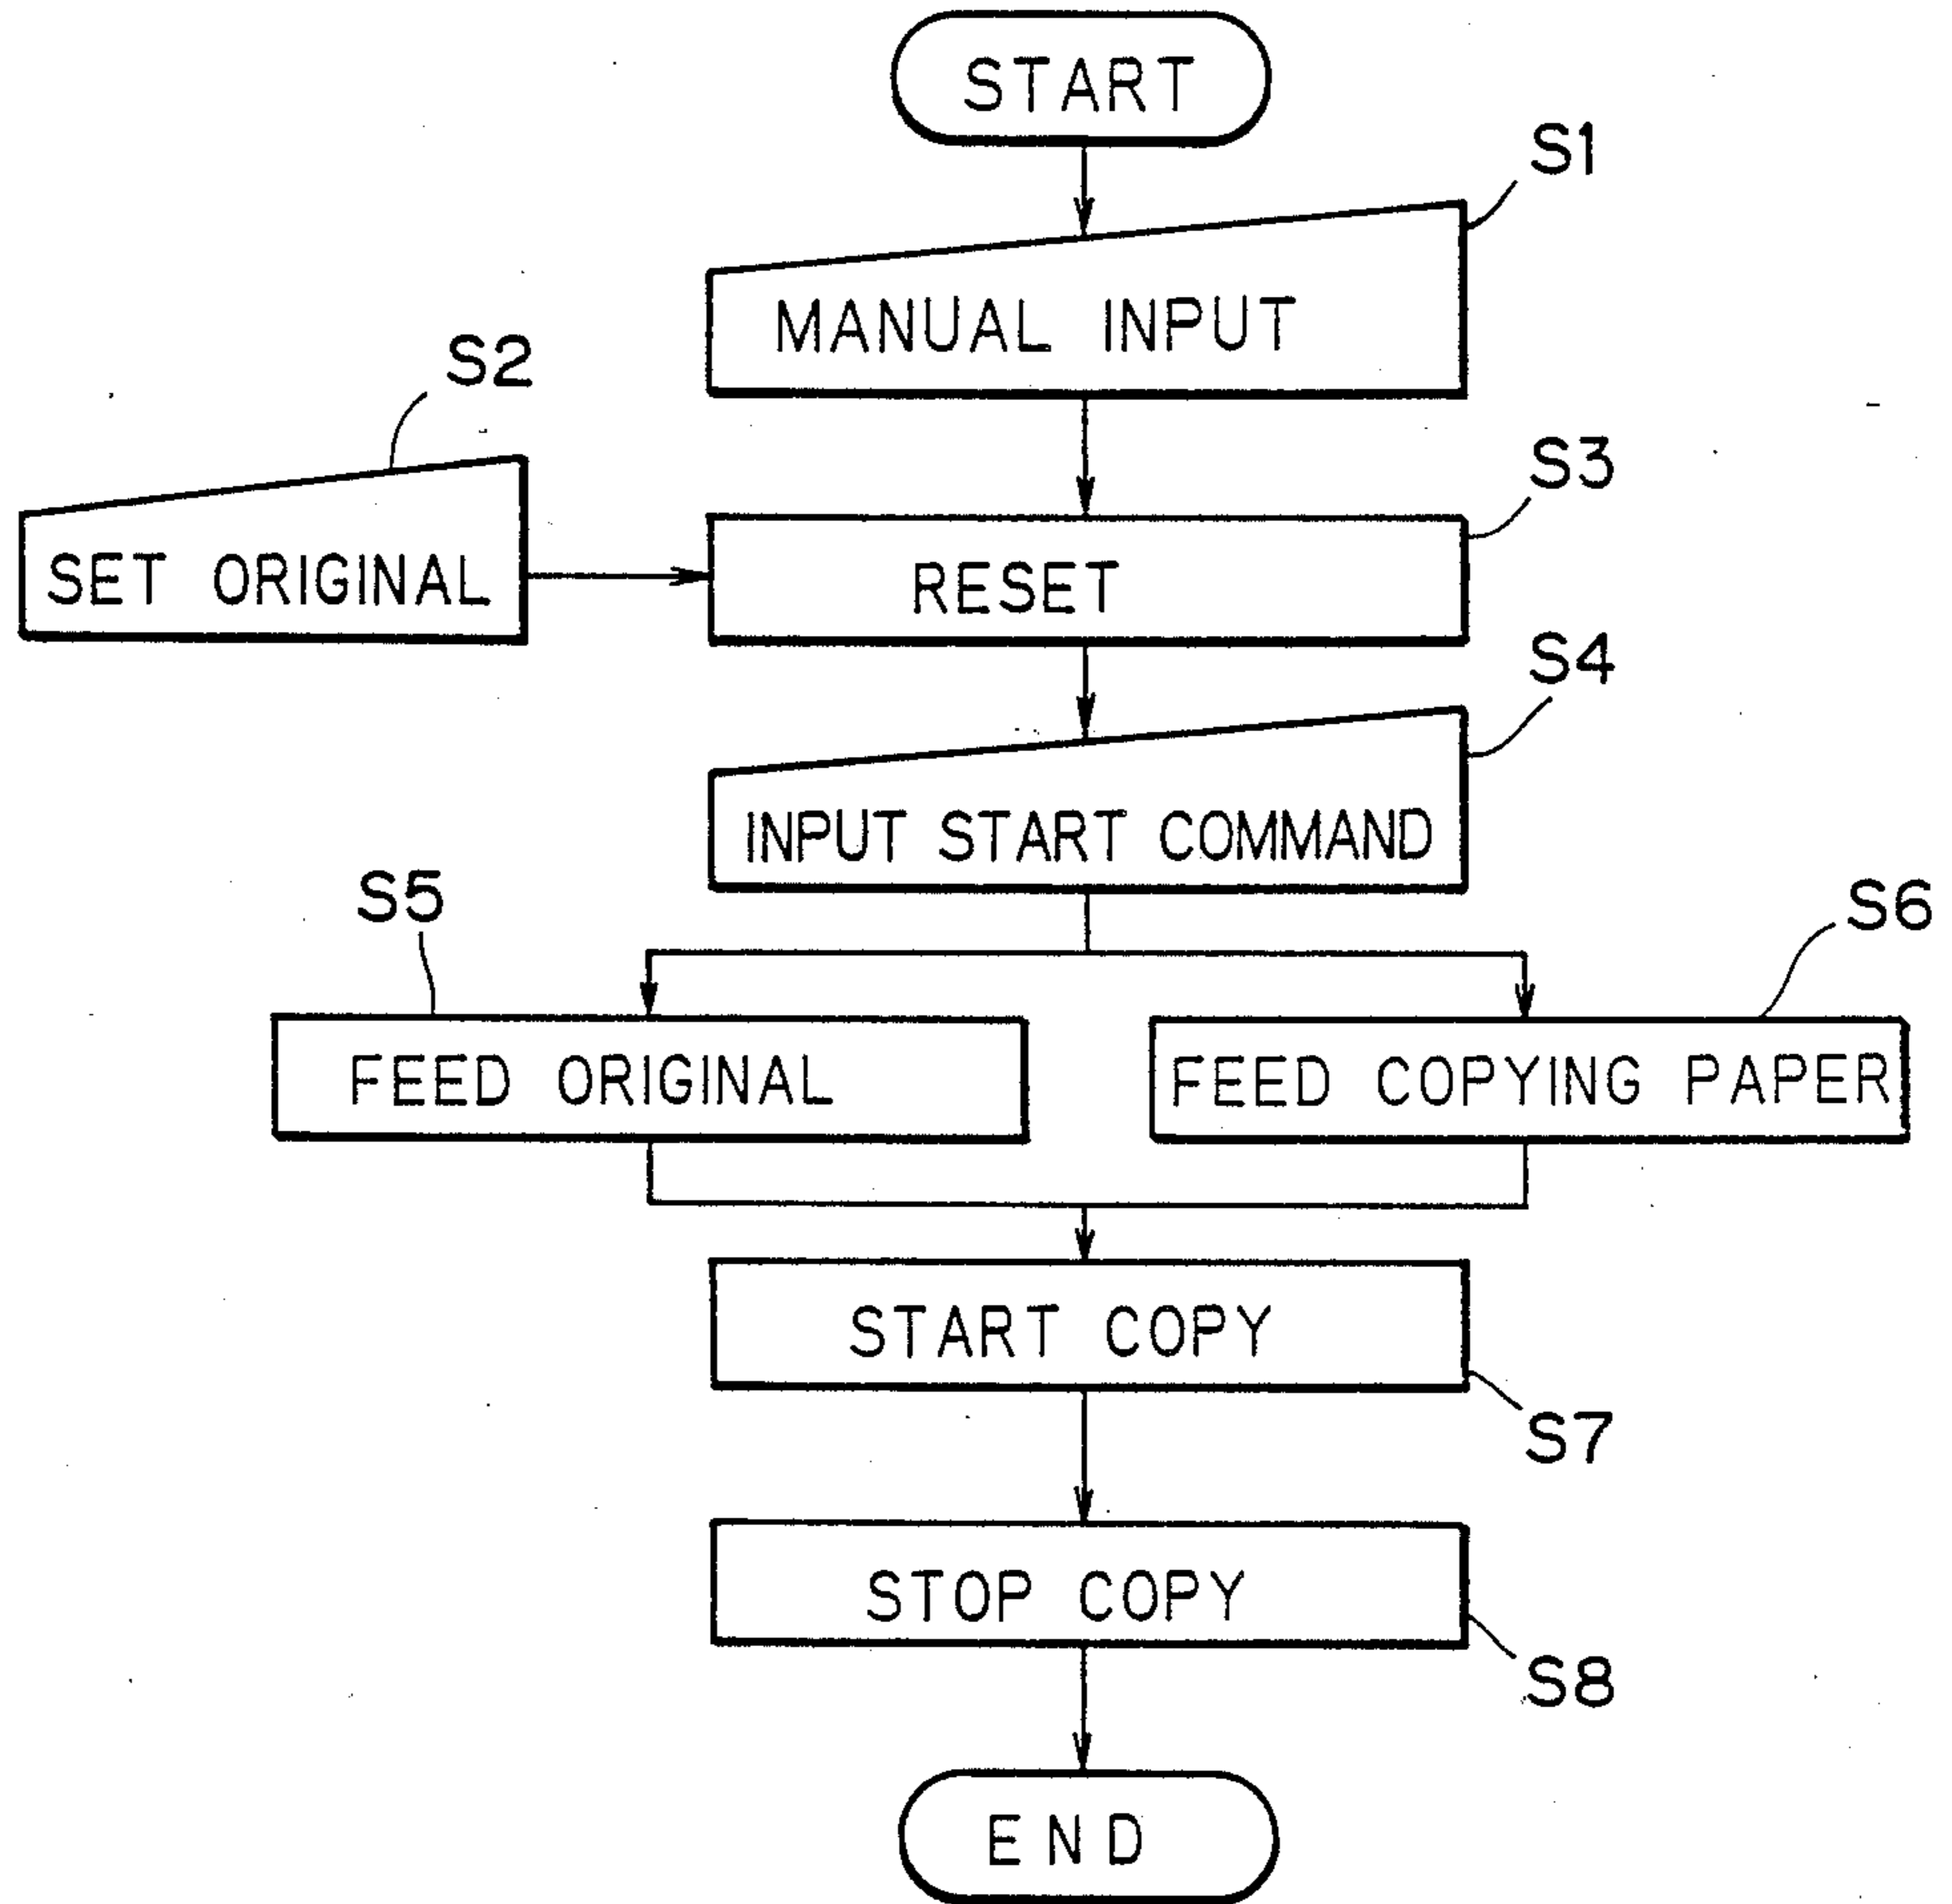 START
S1
MANUAL INPUT
S2
SET ORIGINAL
S3
RESET
S4
INPUT START COMMAND
S5
FEED ORIGINAL
S6
FEED COPYING PAPER
START COPY
S7
STOP COPY
S8
END